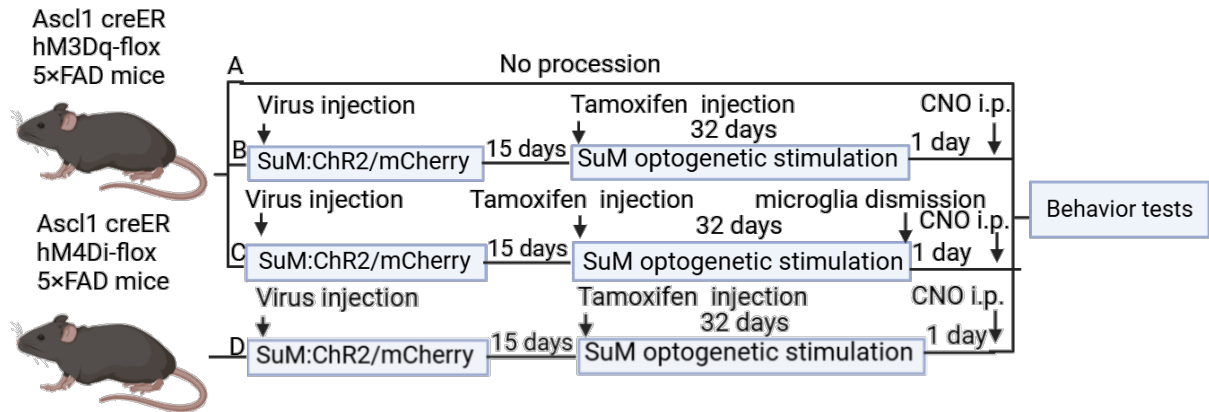 Ascl1 creER
hM3Dq-flox
5×FAD mice
A
No procession
Virus injection
Tamoxifen injection
CNO i.p.
B
SuM:ChR2/mCherry
15 days
32 days
SuM optogenetic stimulation
1 day
Virus injection
Tamoxifen injection
microglia dismission
CNO i.p.
C
SuM:ChR2/mCherry
15 days
32 days
SuM optogenetic stimulation
1 day
Behavior tests
Ascl1 creER
hM4Di-flox
5×FAD mice
Virus injection
Tamoxifen injection
CNO i.p.
D
SuM:ChR2/mCherry
15 days
32 days
SuM optogenetic stimulation
1 day